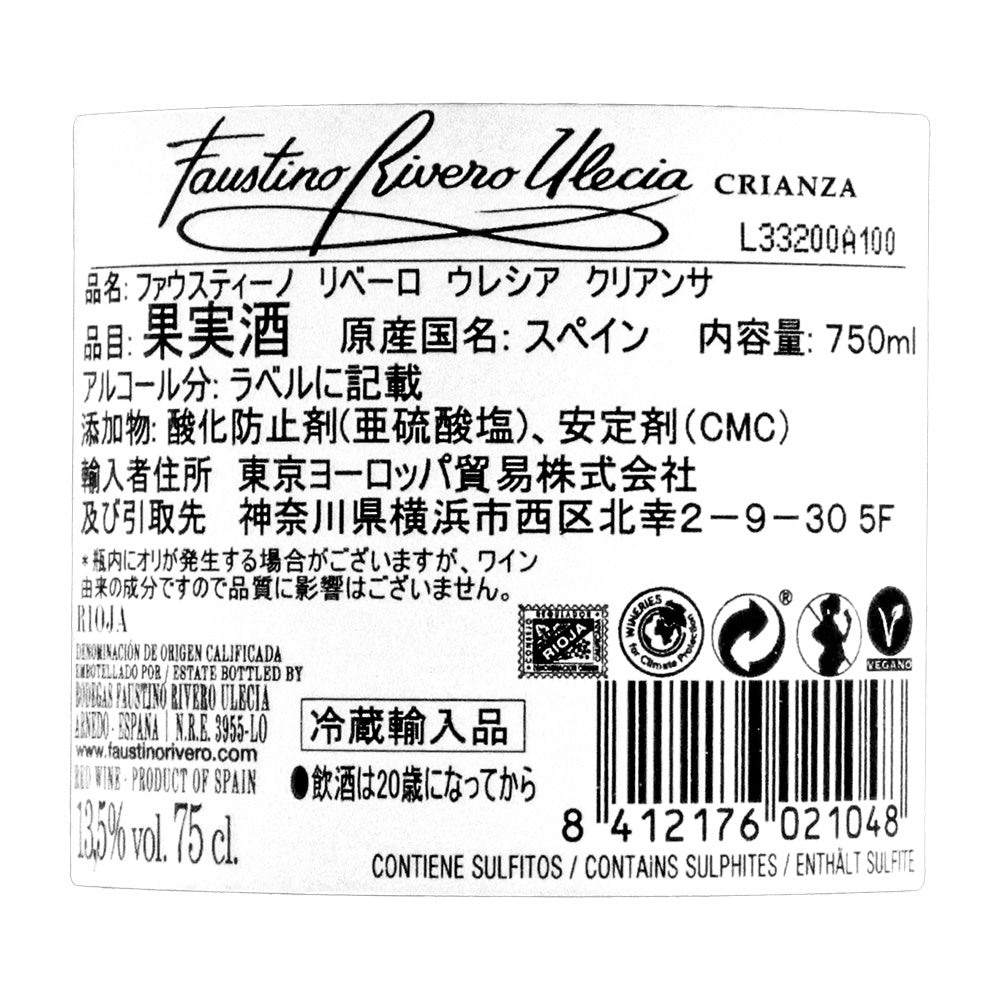 Faustino Rivero Ulecia CRIANZA
L33200A100
品名: ファウスティーノ リベーロ ウレシア クリアンサ
品目: 果実酒 原産国名: スペイン 内容量: 750ml
アルコール分: ラベルに記載
添加物: 酸化防止剤(亜硫酸塩)、安定剤(CMC)
輸入者住所 東京ヨーロッパ貿易株式会社
及び引取先 神奈川県横浜市西区北幸2-9-30 5F
*瓶内にオリが発生する場合がございますが、ワイン
由来の成分ですので品質に影響はございません。
RIOJA
DENOMINACIÓN DE ORIGEN CALIFICADA
EMBOTELLADO POR / ESTATE BOTTLED BY
BODEGAS FAUSTINO RIVERO ULECIA
ARNEDO - ESPAÑA | N.R.E. 3955-LO
www.faustinorivero.com
RED WINE - PRODUCT OF SPAIN
13,5% vol. 75 cl.
冷蔵輸入品
●飲酒は20歳になってから
RIOJA
WINERIES
for Climate Protection
®
V
VEGANO
8 412176 021048
CONTIENE SULFITOS / CONTAINS SULPHITES / ENTHÄLT SULFITE